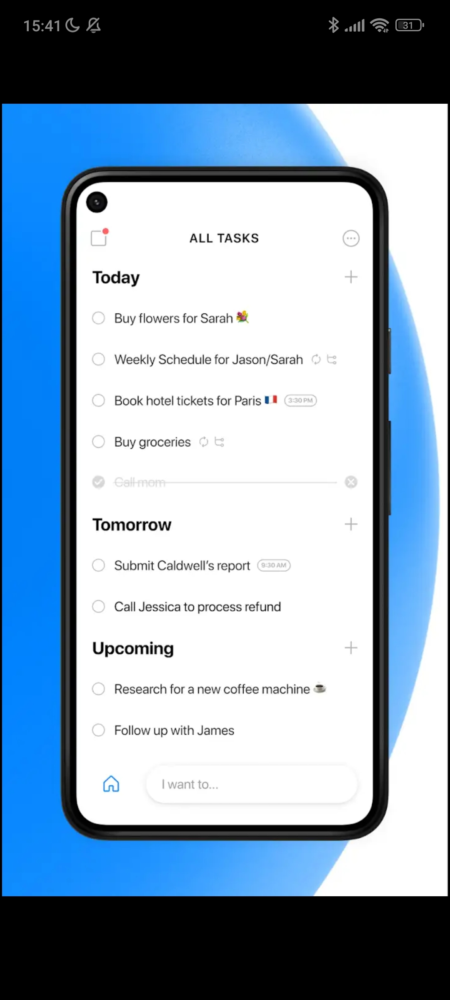 15:41
31
ALL TASKS
Today
Buy flowers for Sarah 💐
Weekly Schedule for Jason/Sarah
Book hotel tickets for Paris 🇫🇷 3:30 PM
Buy groceries
Call mom
Tomorrow
Submit Caldwell’s report 9:30 AM
Call Jessica to process refund
Upcoming
Research for a new coffee machine ☕
Follow up with James
I want to...